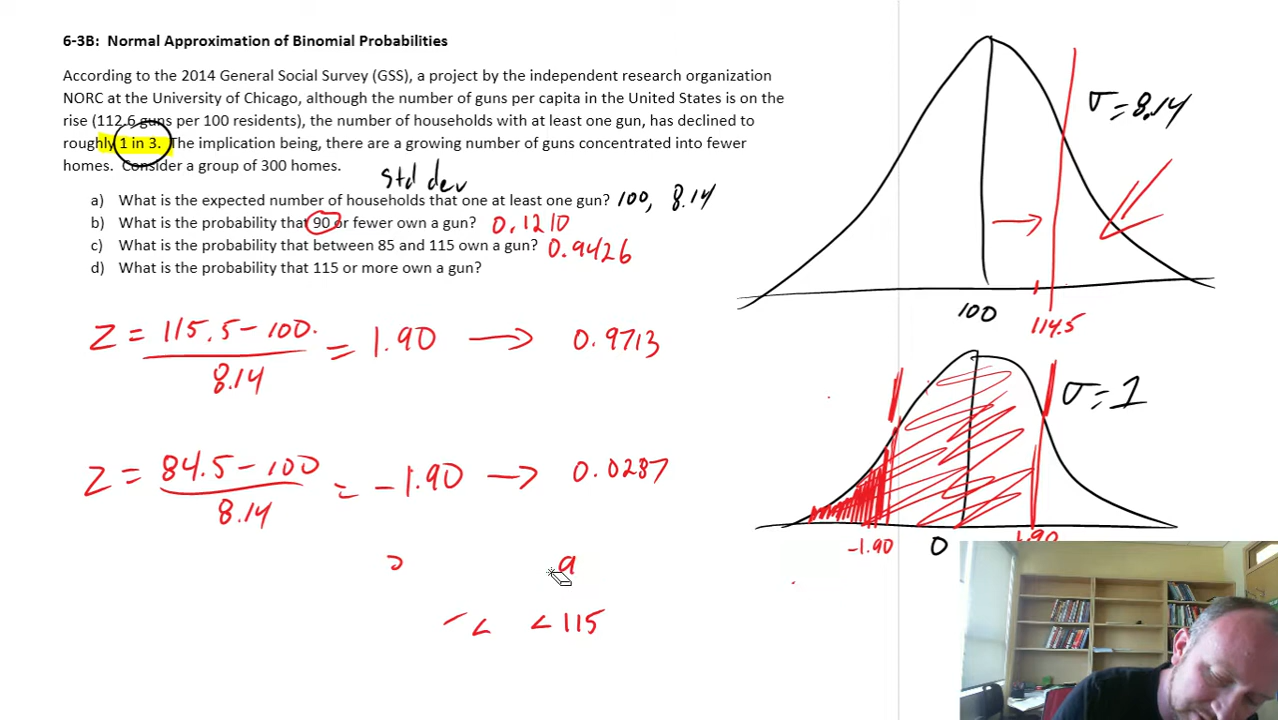 6-3B: Normal Approximation of Binomial Probabilities
According to the 2014 General Social Survey (GSS), a project by the independent research organization
NORC at the University of Chicago, although the number of guns per capita in the United States is on the
rise (112.6 guns per 100 residents), the number of households with at least one gun, has declined to
roughly 1 in 3. The implication being, there are a growing number of guns concentrated into fewer
homes. Consider a group of 300 homes.
std dev
a) What is the expected number of households that one at least one gun? 100, 8.14
b) What is the probability that 90 or fewer own a gun? 0.1210
c) What is the probability that between 85 and 115 own a gun? 0.9426
d) What is the probability that 115 or more own a gun?
Z = 115.5 - 100. / 8.14 = 1.90 → 0.9713
Z = 84.5 - 100 / 8.14 = -1.90 → 0.0287
a
< < 115
σ = 8.14
100
114.5
σ = 1
-1.90 0 1.90